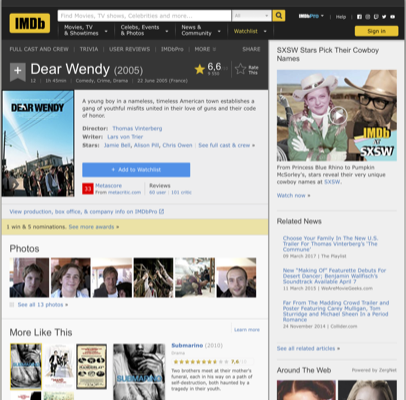 IMDb
Find Movies, TV shows, Celebrities and more...
All
IMDbPro
Help
Movies, TV
& Showtimes
Celebs, Events
& Photos
News &
Community
Watchlist
Sign in
FULL CAST AND CREW | TRIVIA | USER REVIEWS | IMDbPro | MORE
SHARE
Dear Wendy (2005)
12 | 1h 45min | Comedy, Crime, Drama | 22 June 2005 (France)
6,6
Rate
This
DEAR WENDY
A young boy in a nameless, timeless American town establishes a
gang of youthful misfits united in their love of guns and their code
of honor.
Director: Thomas Vinterberg
Writer: Lars von Trier
Stars: Jamie Bell, Alison Pill, Chris Owen | See full cast & crew »
+ Add to Watchlist
33
Metascore
From metacritic.com
Reviews
All user | 101 critic
View production, box office, & company info on IMDbPro
1 win & 5 nominations. See more awards »
Photos
See all 13 photos »
More Like This
Learn more
SUBMARINO
Submarino (2010)
Drama
7,6
Two brothers meet at their mother's
funeral, each in his way on a path of
self-destruction, both haunted by a
tragedy in their youth.
SXSW Stars Pick Their Cowboy
Names
IMDb
AT
SXSW
From Princess Blue Rhino to Pumpkin
McSorley's, stars reveal their very unique
cowboy names at SXSW.
Watch now »
Related News
Choose Your Family In The New U.S.
Trailer For Thomas Vinterberg's 'The
Commune'
09 March 2017 | The Playlist
New "Making Of" Featurette Debuts For
Desert Dancer; Benjamin Wallfisch's
Soundtrack Available April 7
11 March 2015 | WeAreMovieGeeks.com
Far From The Madding Crowd Trailer and
Poster Featuring Carey Mulligan, Tom
Sturridge and Michael Sheen In a Period
Romance
24 November 2014 | Collider.com
See all related articles »
Around The Web
Powered by ZergNet